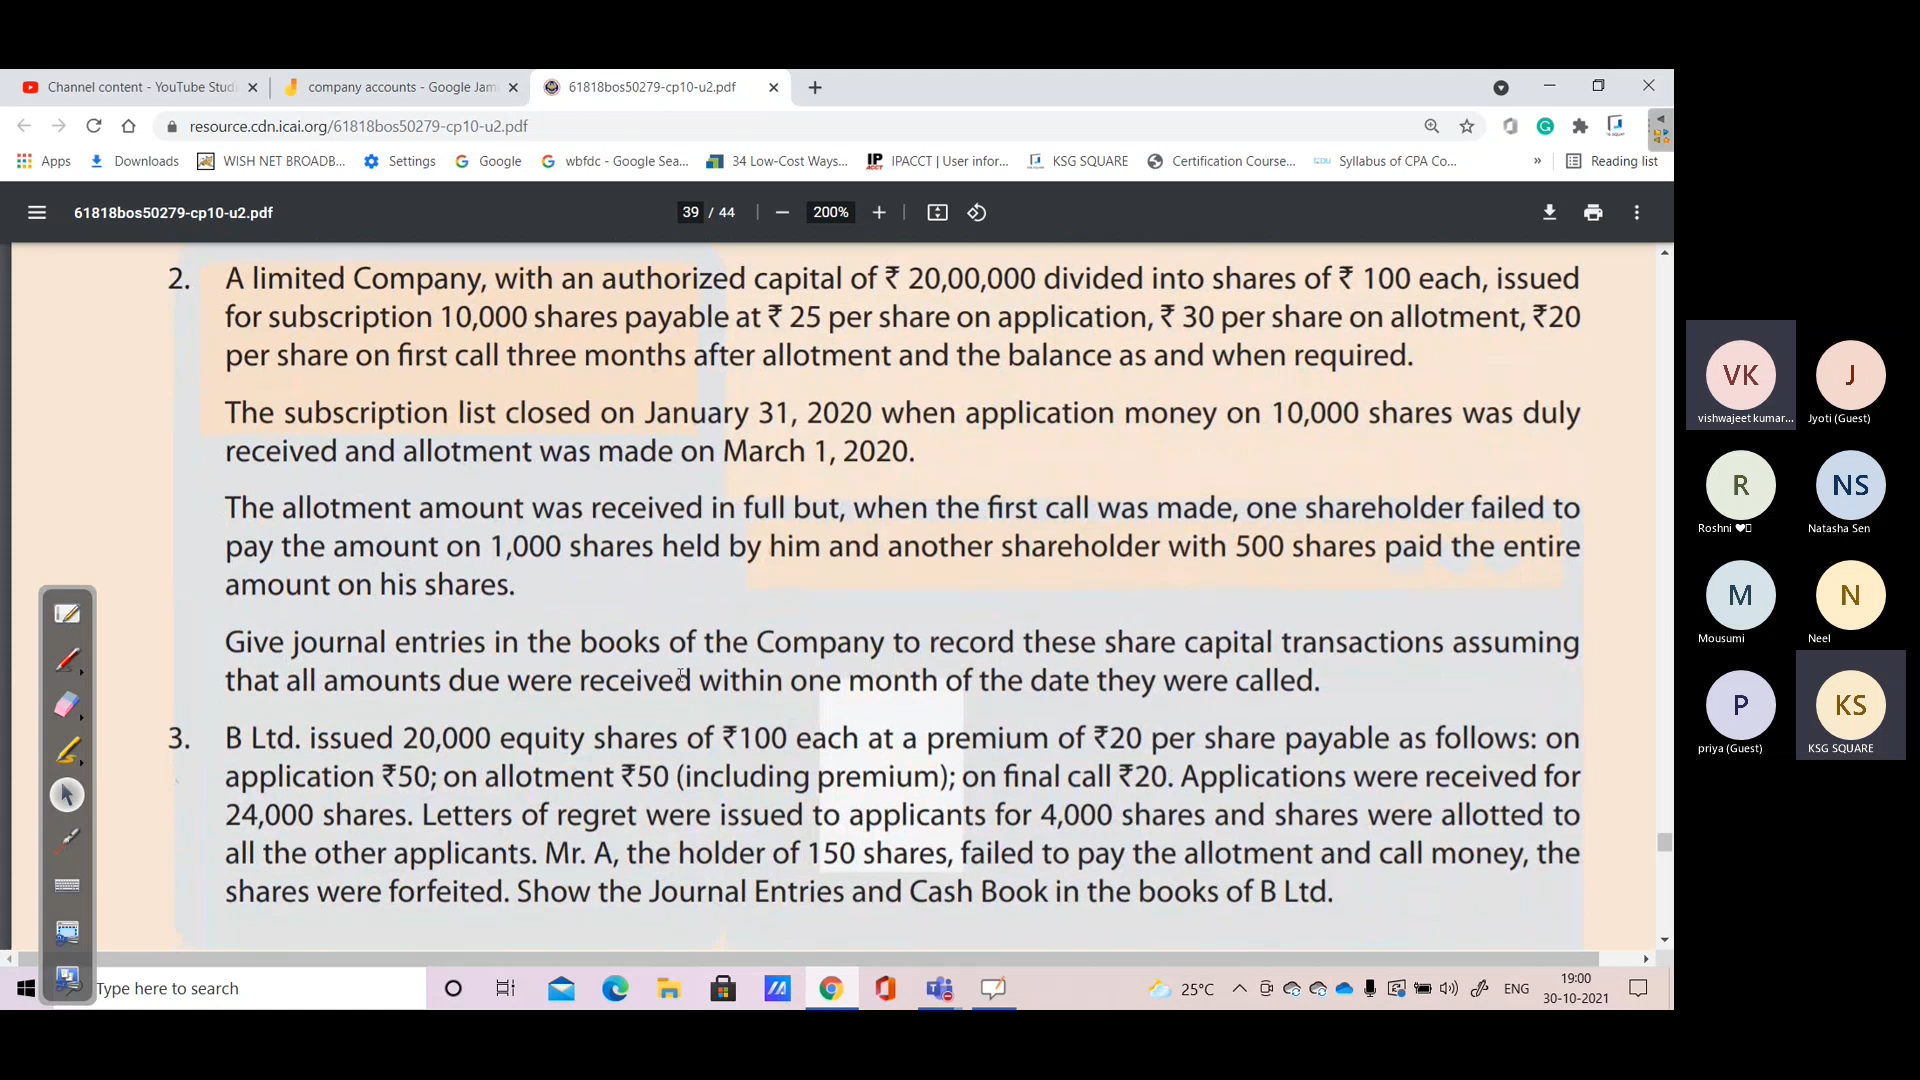 Channel content - YouTube Studi
company accounts - Google Jam
61818bos50279-cp10-u2.pdf
resource.cdn.icai.org/61818bos50279-cp10-u2.pdf
Apps Downloads WISH NET BROADB... Settings Google wbfdc - Google Sea... 34 Low-Cost Ways... IP ACCT IPACCT | User infor... KSG SQUARE Certification Course... Syllabus of CPA Co... » Reading list
61818bos50279-cp10-u2.pdf 39 / 44 200%
2. A limited Company, with an authorized capital of ₹ 20,00,000 divided into shares of ₹ 100 each, issued
for subscription 10,000 shares payable at ₹ 25 per share on application, ₹ 30 per share on allotment, ₹20
per share on first call three months after allotment and the balance as and when required.
The subscription list closed on January 31, 2020 when application money on 10,000 shares was duly
received and allotment was made on March 1, 2020.
The allotment amount was received in full but, when the first call was made, one shareholder failed to
pay the amount on 1,000 shares held by him and another shareholder with 500 shares paid the entire
amount on his shares.
Give journal entries in the books of the Company to record these share capital transactions assuming
that all amounts due were received within one month of the date they were called.
3. B Ltd. issued 20,000 equity shares of ₹100 each at a premium of ₹20 per share payable as follows: on
application ₹50; on allotment ₹50 (including premium); on final call ₹20. Applications were received for
24,000 shares. Letters of regret were issued to applicants for 4,000 shares and shares were allotted to
all the other applicants. Mr. A, the holder of 150 shares, failed to pay the allotment and call money, the
shares were forfeited. Show the Journal Entries and Cash Book in the books of B Ltd.
Type here to search
25°C
ENG
19:00
30-10-2021
VK J
vishwajeet kumar... Jyoti (Guest)
R NS
Roshni ♥ Natasha Sen
M N
Mousumi Neel
P KS
priya (Guest) KSG SQUARE